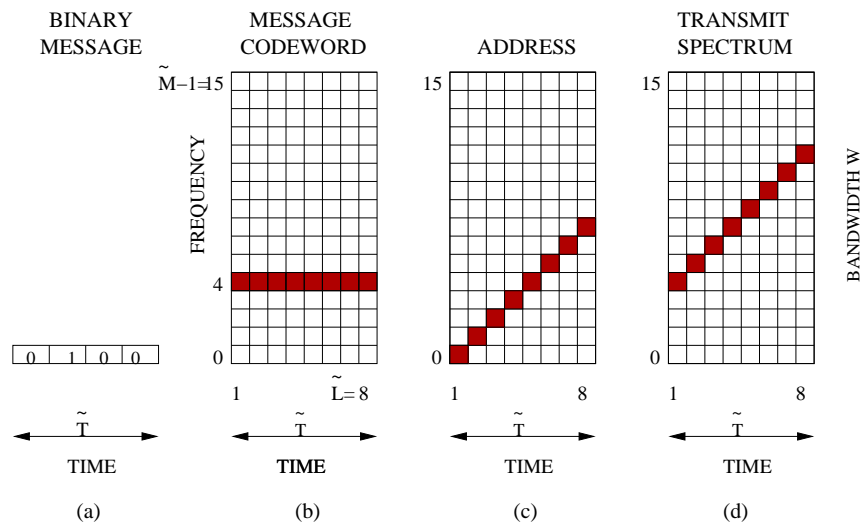 BINARY
MESSAGE
0 1 0 0
~
T
TIME
(a)
MESSAGE
CODEWORD
~
M−1=15
FREQUENCY
4
0
1
~
L= 8
~
T
TIME
(b)
ADDRESS
15
0
1
8
~
T
TIME
(c)
TRANSMIT
SPECTRUM
15
0
1
8
~
T
TIME
(d)
BANDWIDTH W